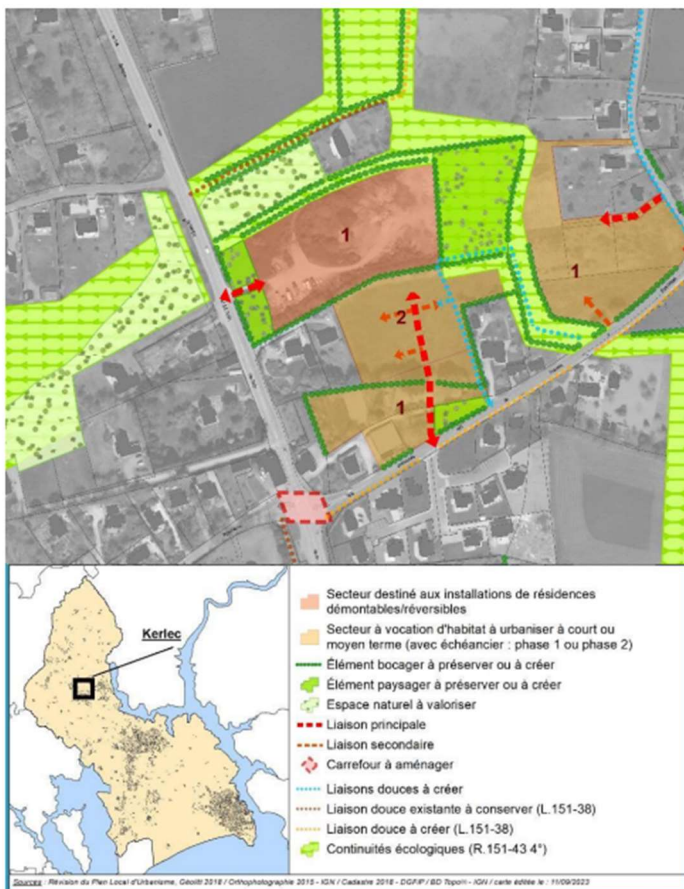 1
1
2
1
Kerlec
Secteur destiné aux installations de résidences
démontables/réversibles
Secteur à vocation d'habitat à urbaniser à court ou
moyen terme (avec échéancier : phase 1 ou phase 2)
Élément bocager à préserver ou à créer
Élément paysager à préserver ou à créer
Espace naturel à valoriser
Liaison principale
Liaison secondaire
Carrefour à aménager
Liaisons douces à créer
Liaison douce existante à conserver (L.151-38)
Liaison douce à créer (L.151-38)
Continuités écologiques (R.151-43 4°)
Sources : Révision du Plan Local d'Urbanisme, Géolitt 2018 / Orthophotographie 2015 - IGN / Cadastre 2018 - DGFiP / BD Topo® - IGN / carte éditée le : 11/09/2023